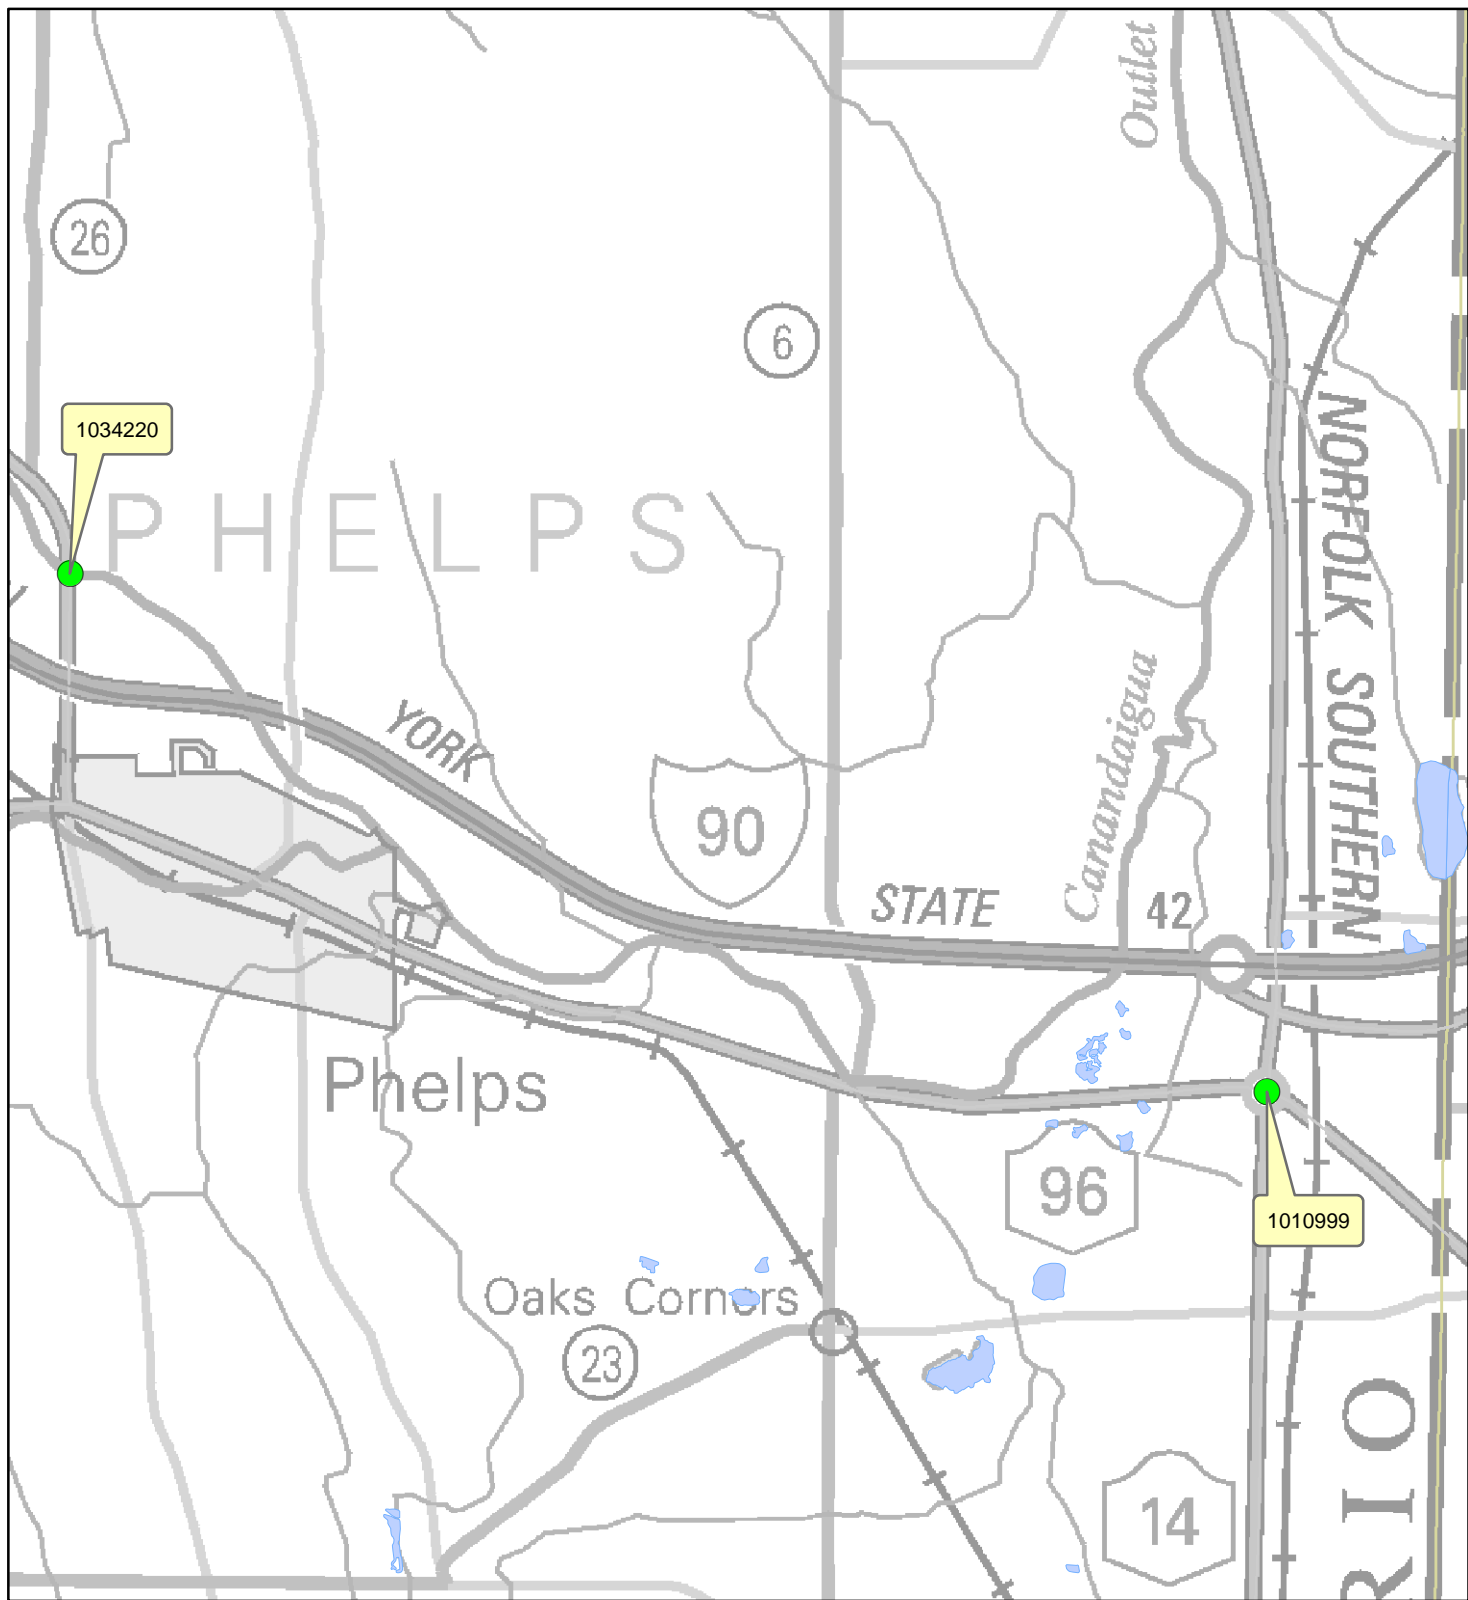 Outlet
26
6
1034220
PHELPS
NORFOLK SOUTHERN
YORK
90
Canandaigua
STATE
42
Phelps
96
1010999
Oaks Corners
23
14
RIO